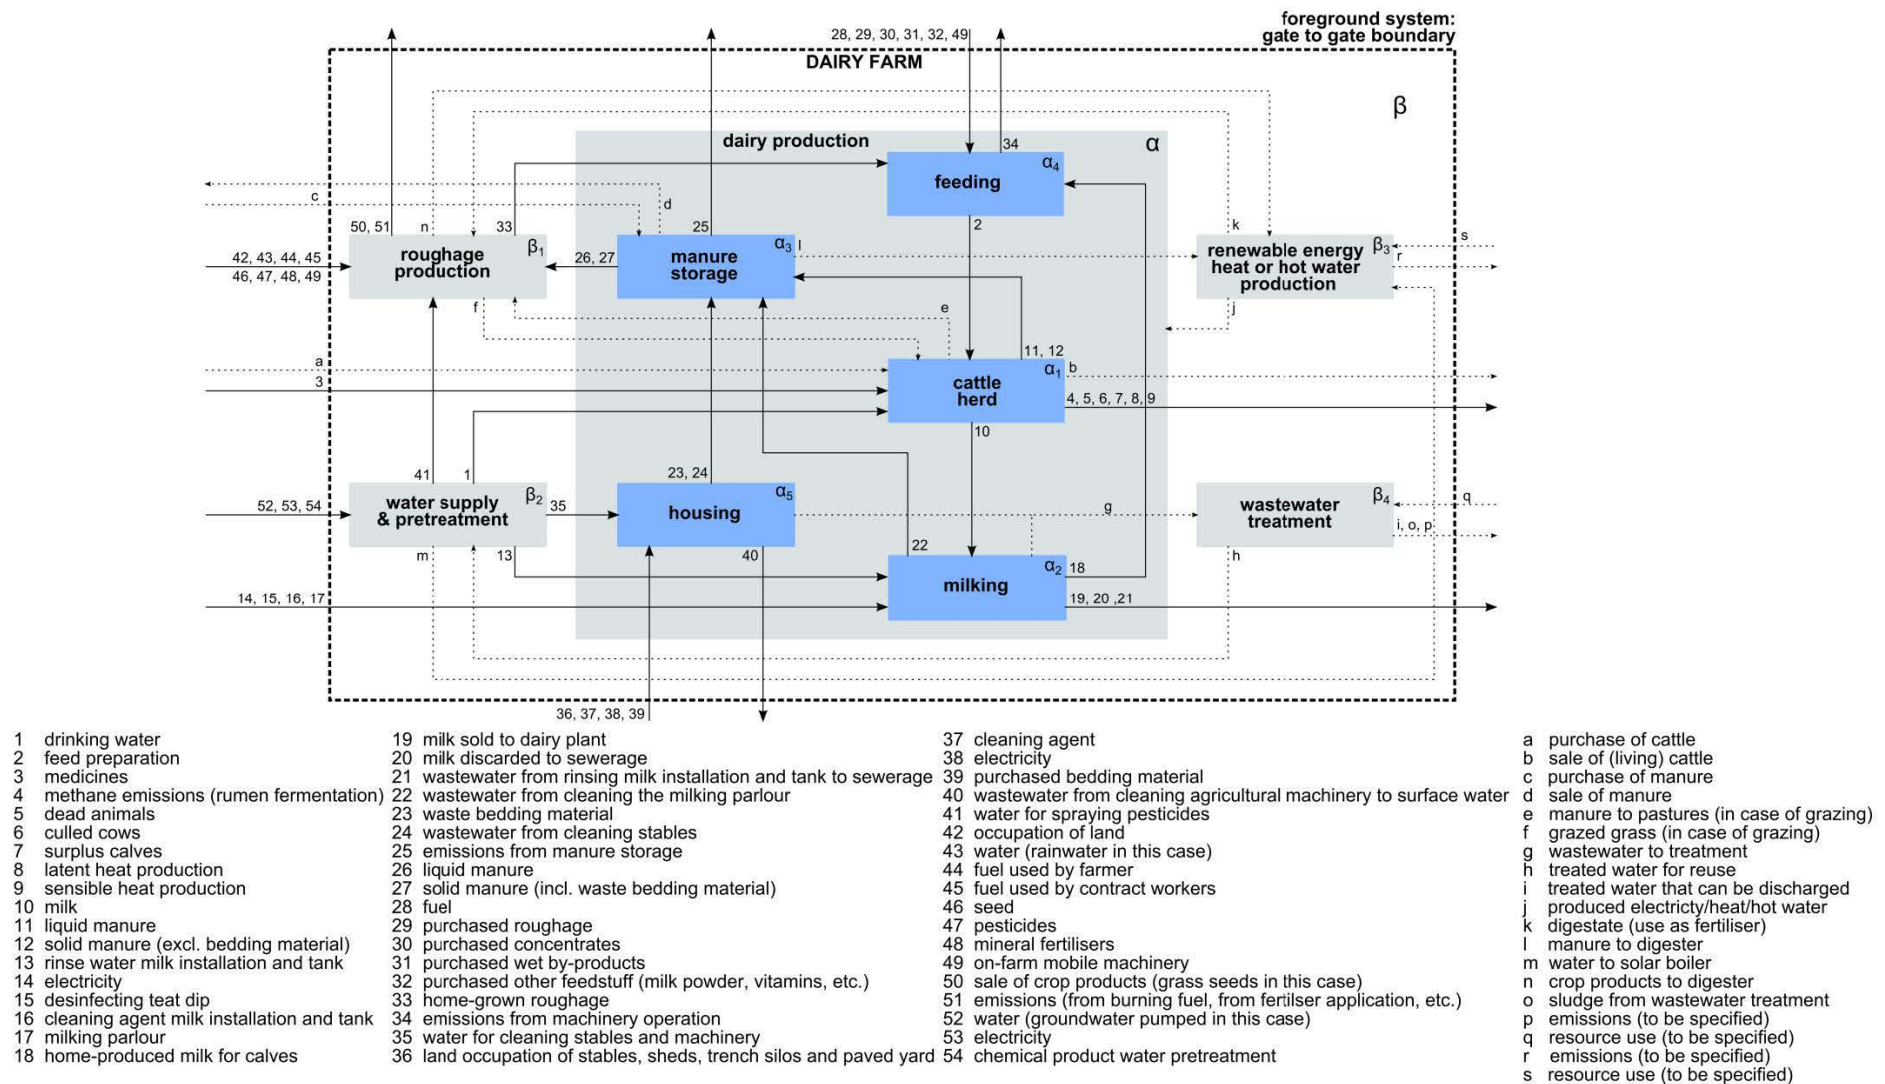 foreground system:
gate to gate boundary
28, 29, 30, 31, 32, 49
DAIRY FARM
β
dairy production
α
34
α4
feeding
c
d
50, 51
n
33
25
2
k
s
β1
roughage
production
α3
l
manure
storage
β3
r
renewable energy
heat or hot water
production
42, 43, 44, 45
46, 47, 48, 49
26, 27
f
e
j
11, 12
a
α1
b
3
cattle
herd
4, 5, 6, 7, 8, 9
10
41
1
23, 24
52, 53, 54
β2
water supply
& pretreatment
35
α5
housing
g
β4
wastewater
treatment
q
i, o, p
m
13
40
22
h
α2
18
milking
14, 15, 16, 17
19, 20 ,21
36, 37, 38, 39
1 drinking water
2 feed preparation
3 medicines
4 methane emissions (rumen fermentation)
5 dead animals
6 culled cows
7 surplus calves
8 latent heat production
9 sensible heat production
10 milk
11 liquid manure
12 solid manure (excl. bedding material)
13 rinse water milk installation and tank
14 electricity
15 desinfecting teat dip
16 cleaning agent milk installation and tank
17 milking parlour
18 home-produced milk for calves
19 milk sold to dairy plant
20 milk discarded to sewerage
21 wastewater from rinsing milk installation and tank to sewerage
22 wastewater from cleaning the milking parlour
23 waste bedding material
24 wastewater from cleaning stables
25 emissions from manure storage
26 liquid manure
27 solid manure (incl. waste bedding material)
28 fuel
29 purchased roughage
30 purchased concentrates
31 purchased wet by-products
32 purchased other feedstuff (milk powder, vitamins, etc.)
33 home-grown roughage
34 emissions from machinery operation
35 water for cleaning stables and machinery
36 land occupation of stables, sheds, trench silos and paved yard
37 cleaning agent
38 electricity
39 purchased bedding material
40 wastewater from cleaning agricultural machinery to surface water
41 water for spraying pesticides
42 occupation of land
43 water (rainwater in this case)
44 fuel used by farmer
45 fuel used by contract workers
46 seed
47 pesticides
48 mineral fertilisers
49 on-farm mobile machinery
50 sale of crop products (grass seeds in this case)
51 emissions (from burning fuel, from fertilser application, etc.)
52 water (groundwater pumped in this case)
53 electricity
54 chemical product water pretreatment
a purchase of cattle
b sale of (living) cattle
c purchase of manure
d sale of manure
e manure to pastures (in case of grazing)
f grazed grass (in case of grazing)
g wastewater to treatment
h treated water for reuse
i treated water that can be discharged
j produced electricty/heat/hot water
k digestate (use as fertiliser)
l manure to digester
m water to solar boiler
n crop products to digester
o sludge from wastewater treatment
p emissions (to be specified)
q resource use (to be specified)
r emissions (to be specified)
s resource use (to be specified)